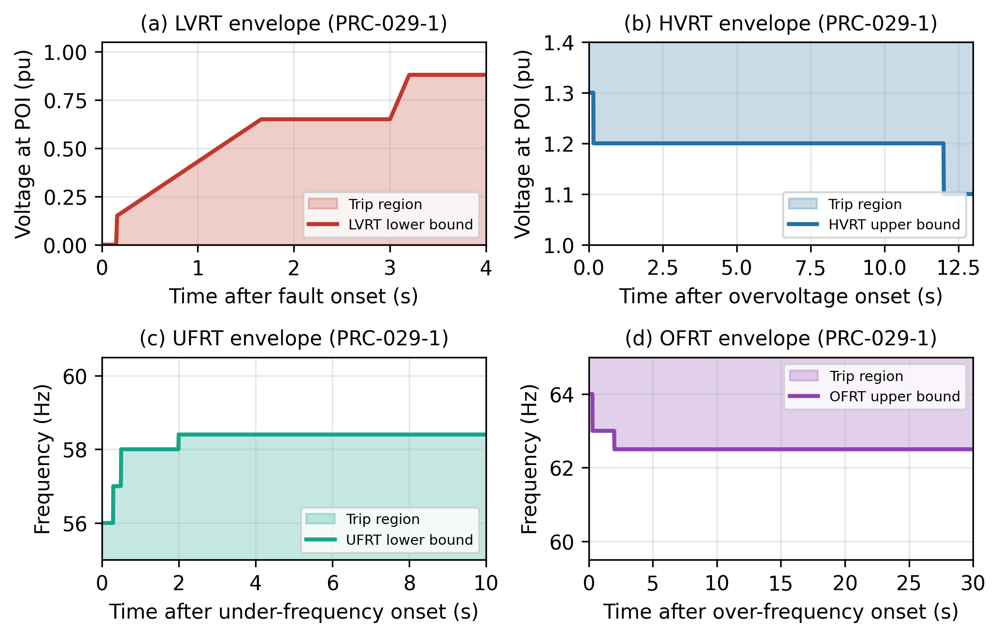 (a) LVRT envelope (PRC-029-1)
Voltage at POI (pu)
1.00
0.75
0.50
0.25
0.00
0 1 2 3 4
Time after fault onset (s)
Trip region
LVRT lower bound
(b) HVRT envelope (PRC-029-1)
Voltage at POI (pu)
1.4
1.3
1.2
1.1
1.0
0.0 2.5 5.0 7.5 10.0 12.5
Time after overvoltage onset (s)
Trip region
HVRT upper bound
(c) UFRT envelope (PRC-029-1)
Frequency (Hz)
60
58
56
0 2 4 6 8 10
Time after under-frequency onset (s)
Trip region
UFRT lower bound
(d) OFRT envelope (PRC-029-1)
Frequency (Hz)
64
62
60
0 5 10 15 20 25 30
Time after over-frequency onset (s)
Trip region
OFRT upper bound